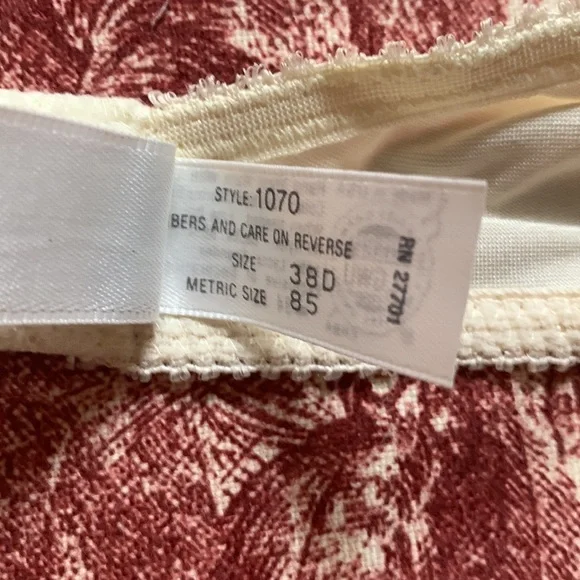 STYLE: 1070
BERS AND CARE ON REVERSE
SIZE 38D
METRIC SIZE 85
RN 27701